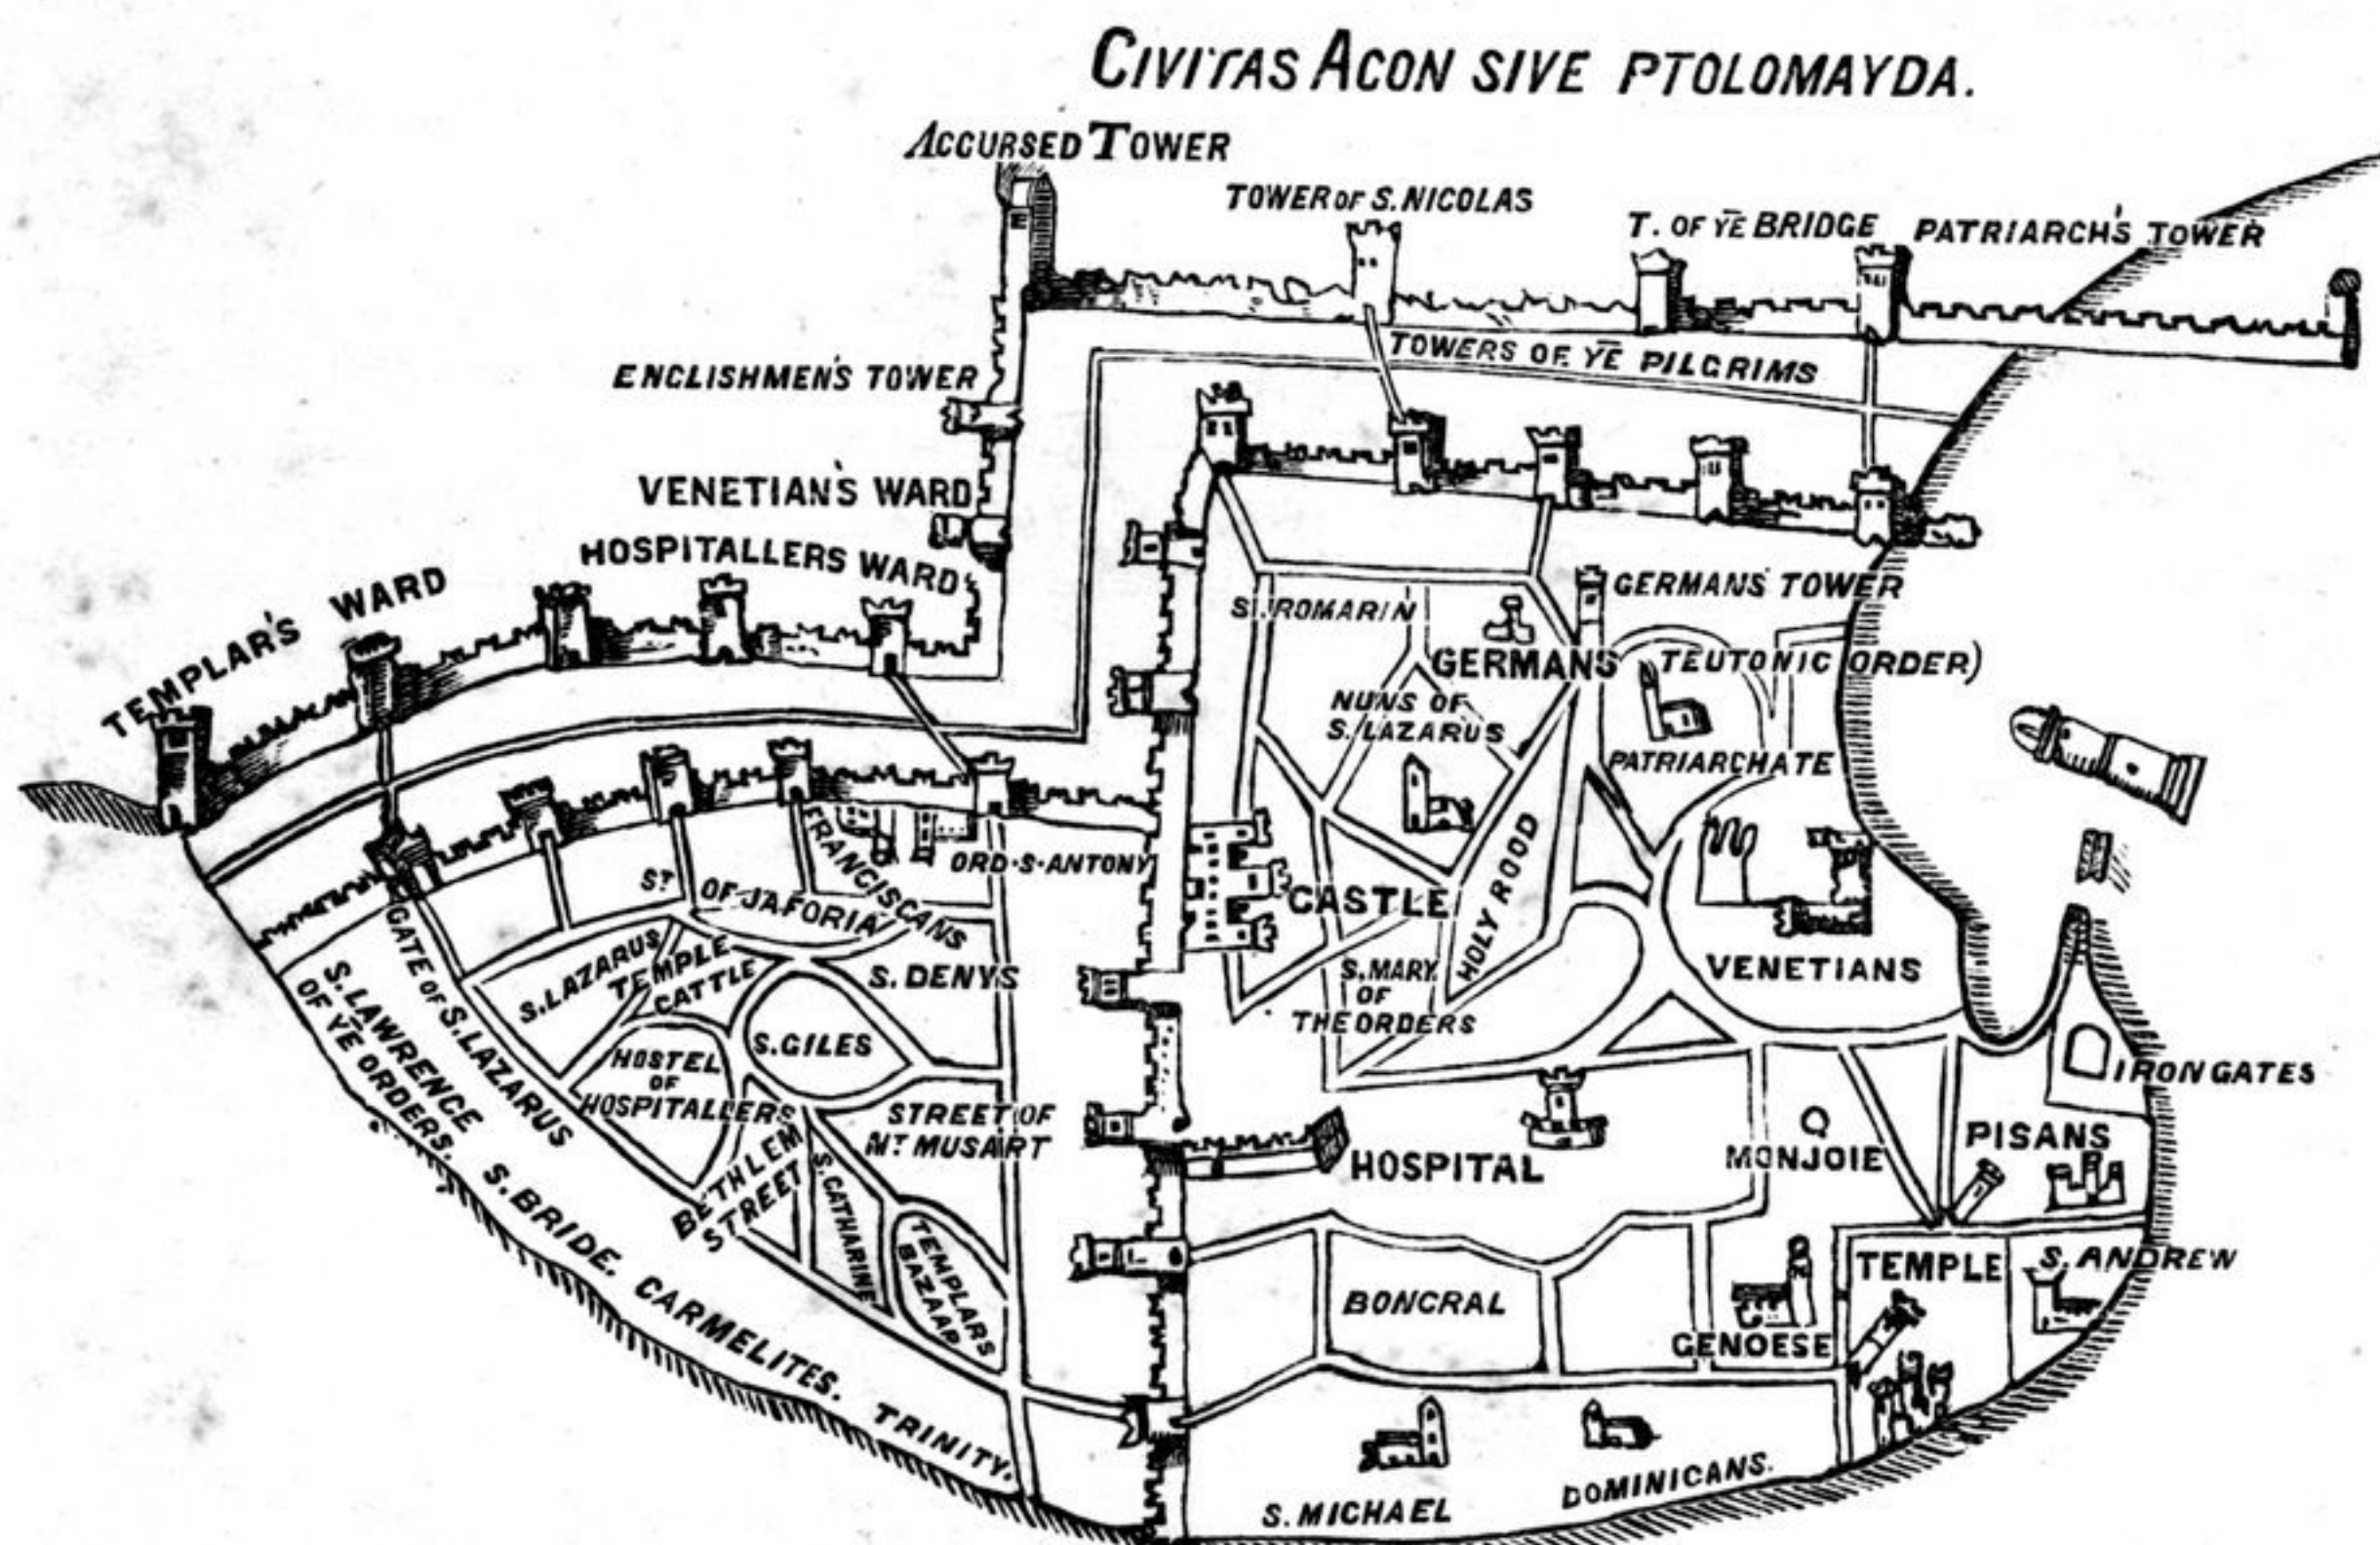 CIVITAS ACON SIVE PTOLOMAYDA.
ACCURSED TOWER
TOWER OF S. NICOLAS
T. OF YE BRIDGE
PATRIARCH'S TOWER
TOWERS OF YE PILGRIMS
ENGLISHMEN'S TOWER
VENETIAN'S WARD
HOSPITALLERS WARD
TEMPLAR'S WARD
GERMANS TOWER
S. ROMARIN
GERMANS
TEUTONIC ORDER)
NUNS OF
S. LAZARUS
PATRIARCHATE
HOLY ROOD
CASTLE
FRANCISCANS
ORD. S. ANTONY
ST OF JAFORIA
S. LAZARUS
TEMPLE
CATTLE
S. DENYS
S. MARY
OF
THE ORDERS
VENETIANS
GATE OF S. LAZARUS
S. LAWRENCE
OF YE ORDERS.
S. BRIDE.
CARMELITES.
TRINITY.
HOSTEL
OF
HOSPITALLERS
S. GILES
STREET OF
MT MUSART
BETHLEM
STREET
S. CATHARINE
TEMPLARS
BAZAAR
IRON GATES
PISANS
MONJOIE
HOSPITAL
TEMPLE
S. ANDREW
BONCRAL
GENOESE
S. MICHAEL
DOMINICANS.